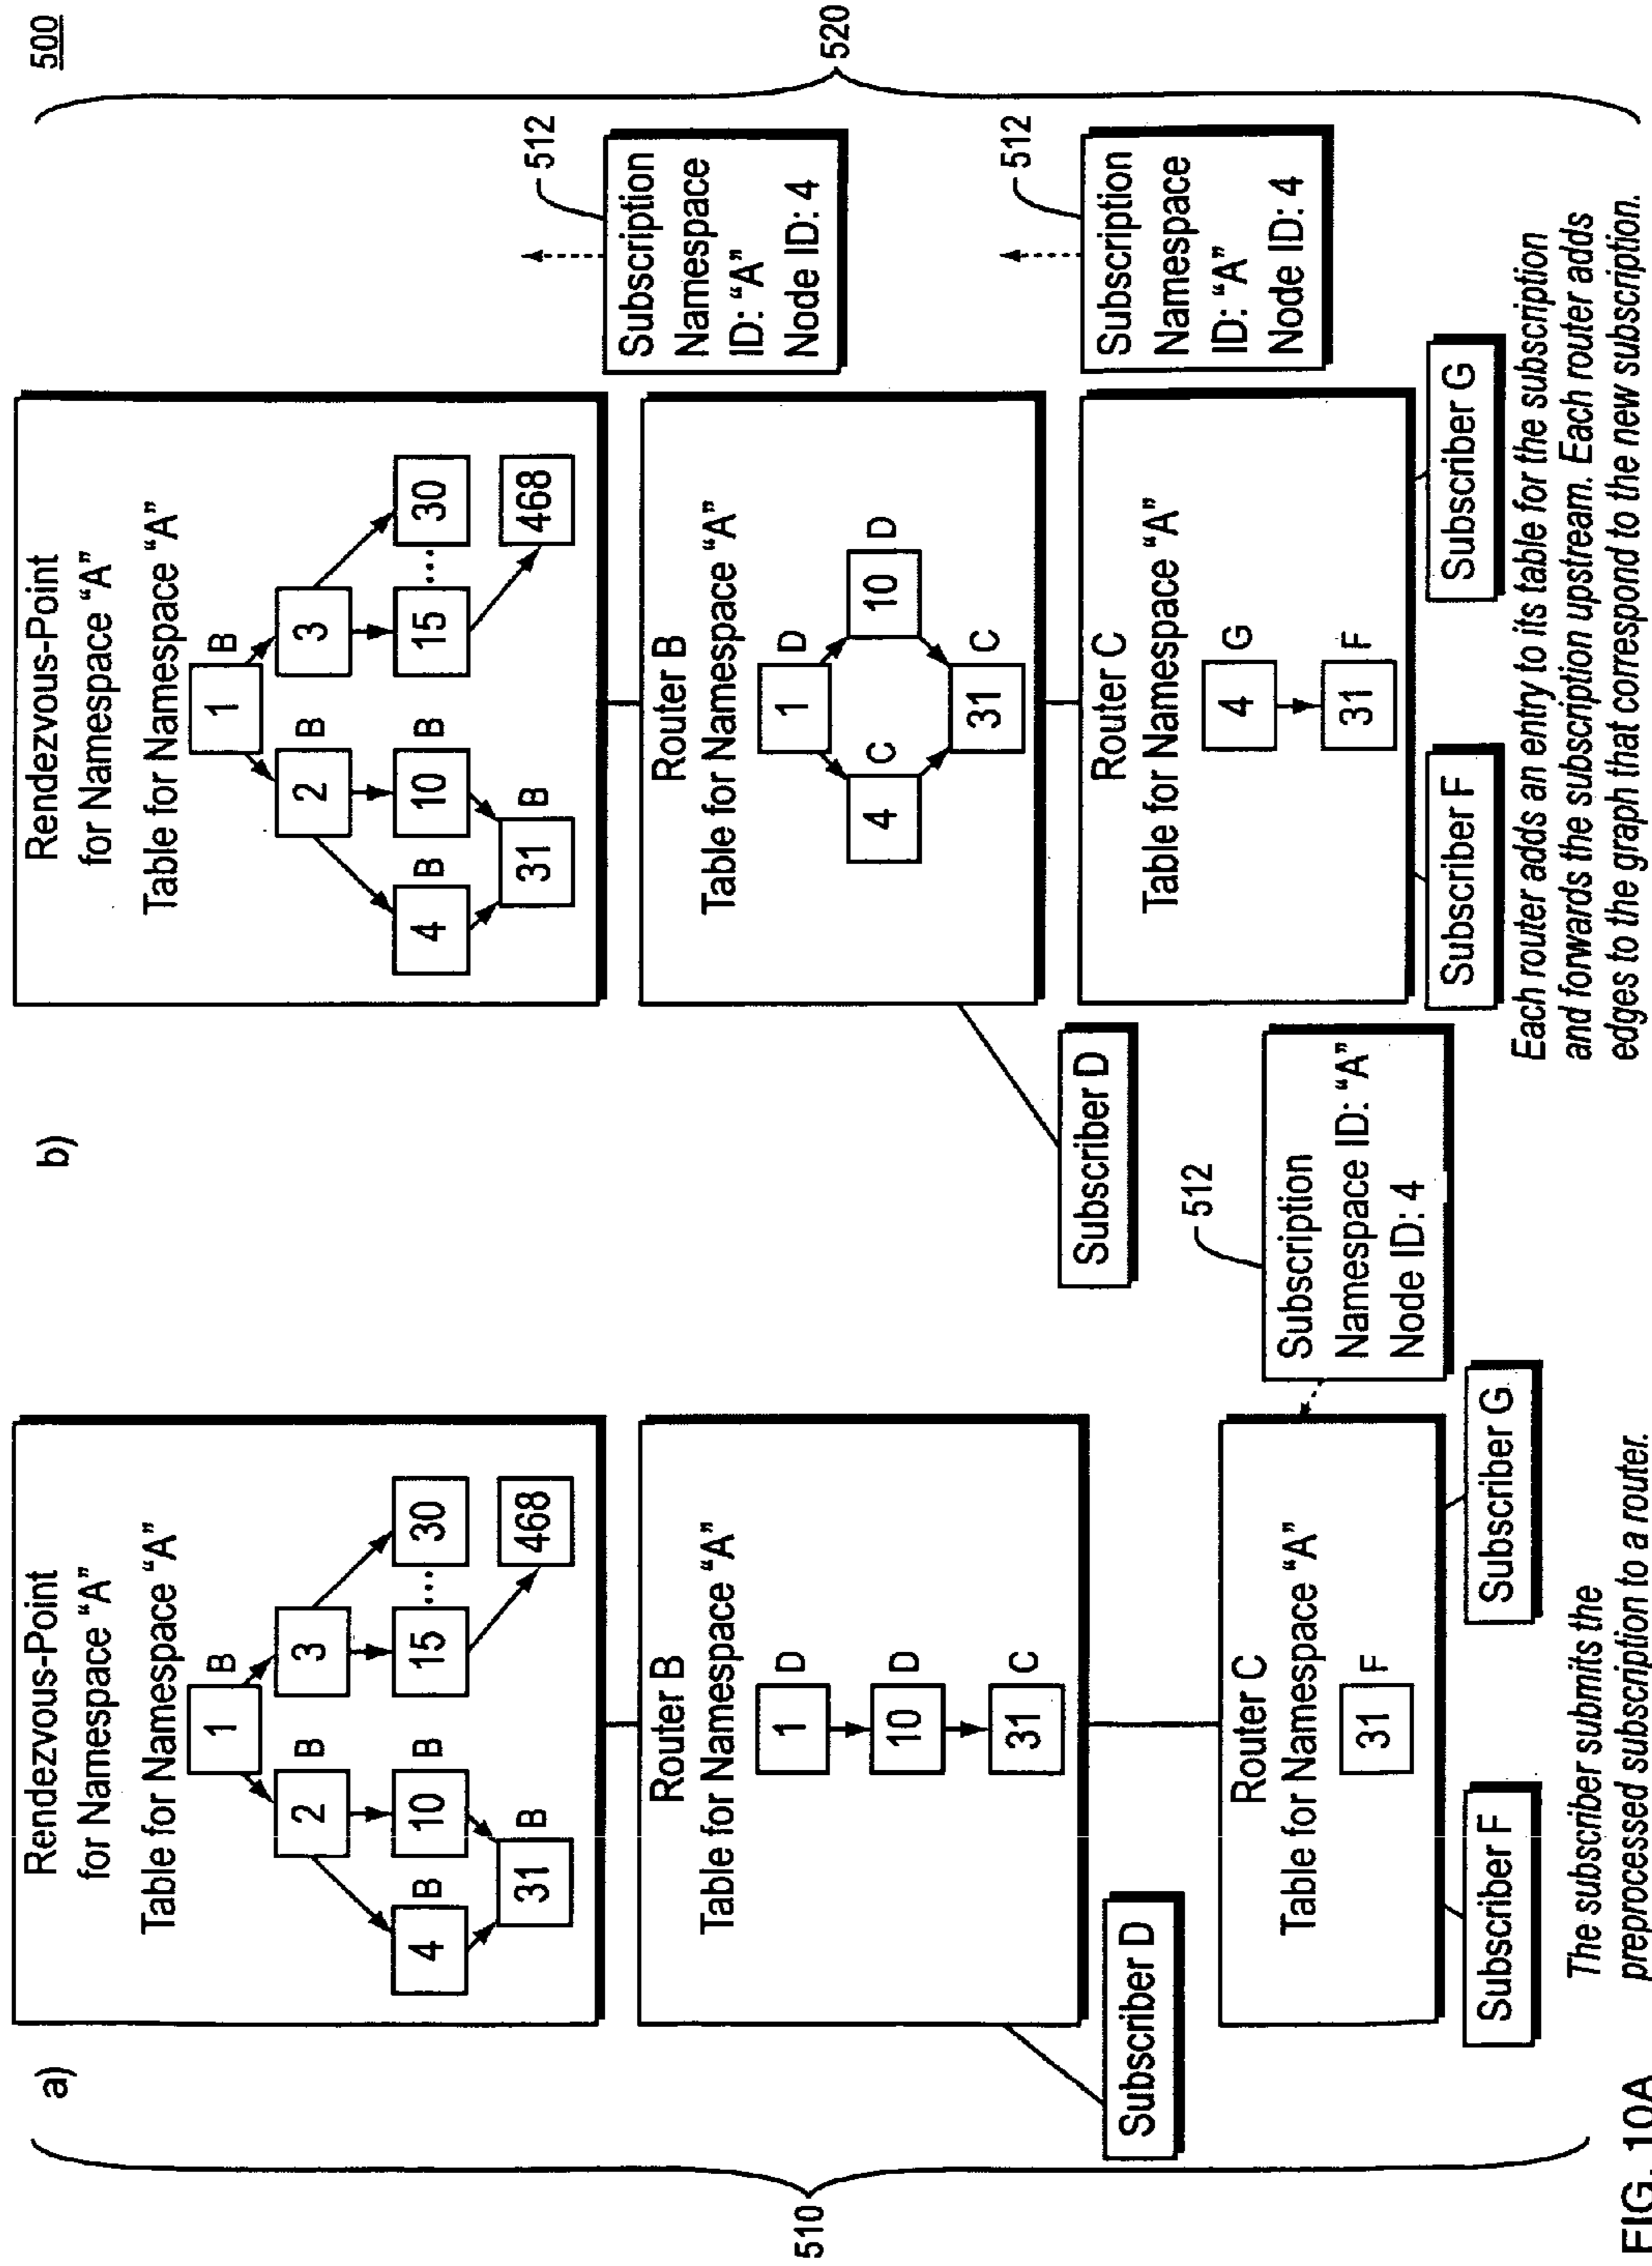 500
a)
Rendezvous-Point
for Namespace "A"
Table for Namespace "A"
1 B
2 B
3
4 B
10 B
15 ... 30
31 B
468
Router B
Table for Namespace "A"
1 D
10 D
31 C
Subscriber D
Router C
Table for Namespace "A"
31 F
Subscriber F
Subscriber G
512
Subscription
Namespace ID: "A"
Node ID: 4
The subscriber submits the
preprocessed subscription to a router.
510
b)
Rendezvous-Point
for Namespace "A"
Table for Namespace "A"
1 B
2 B
3
4 B
10 B
15 ... 30
31 B
468
512
Subscription
Namespace
ID: "A"
Node ID: 4
Router B
Table for Namespace "A"
1 D
4 C
10 D
31 C
Subscriber D
512
Subscription
Namespace
ID: "A"
Node ID: 4
Router C
Table for Namespace "A"
4 G
31 F
Subscriber F
Subscriber G
Each router adds an entry to its table for the subscription
and forwards the subscription upstream. Each router adds
edges to the graph that correspond to the new subscription.
520
FIG. 10A